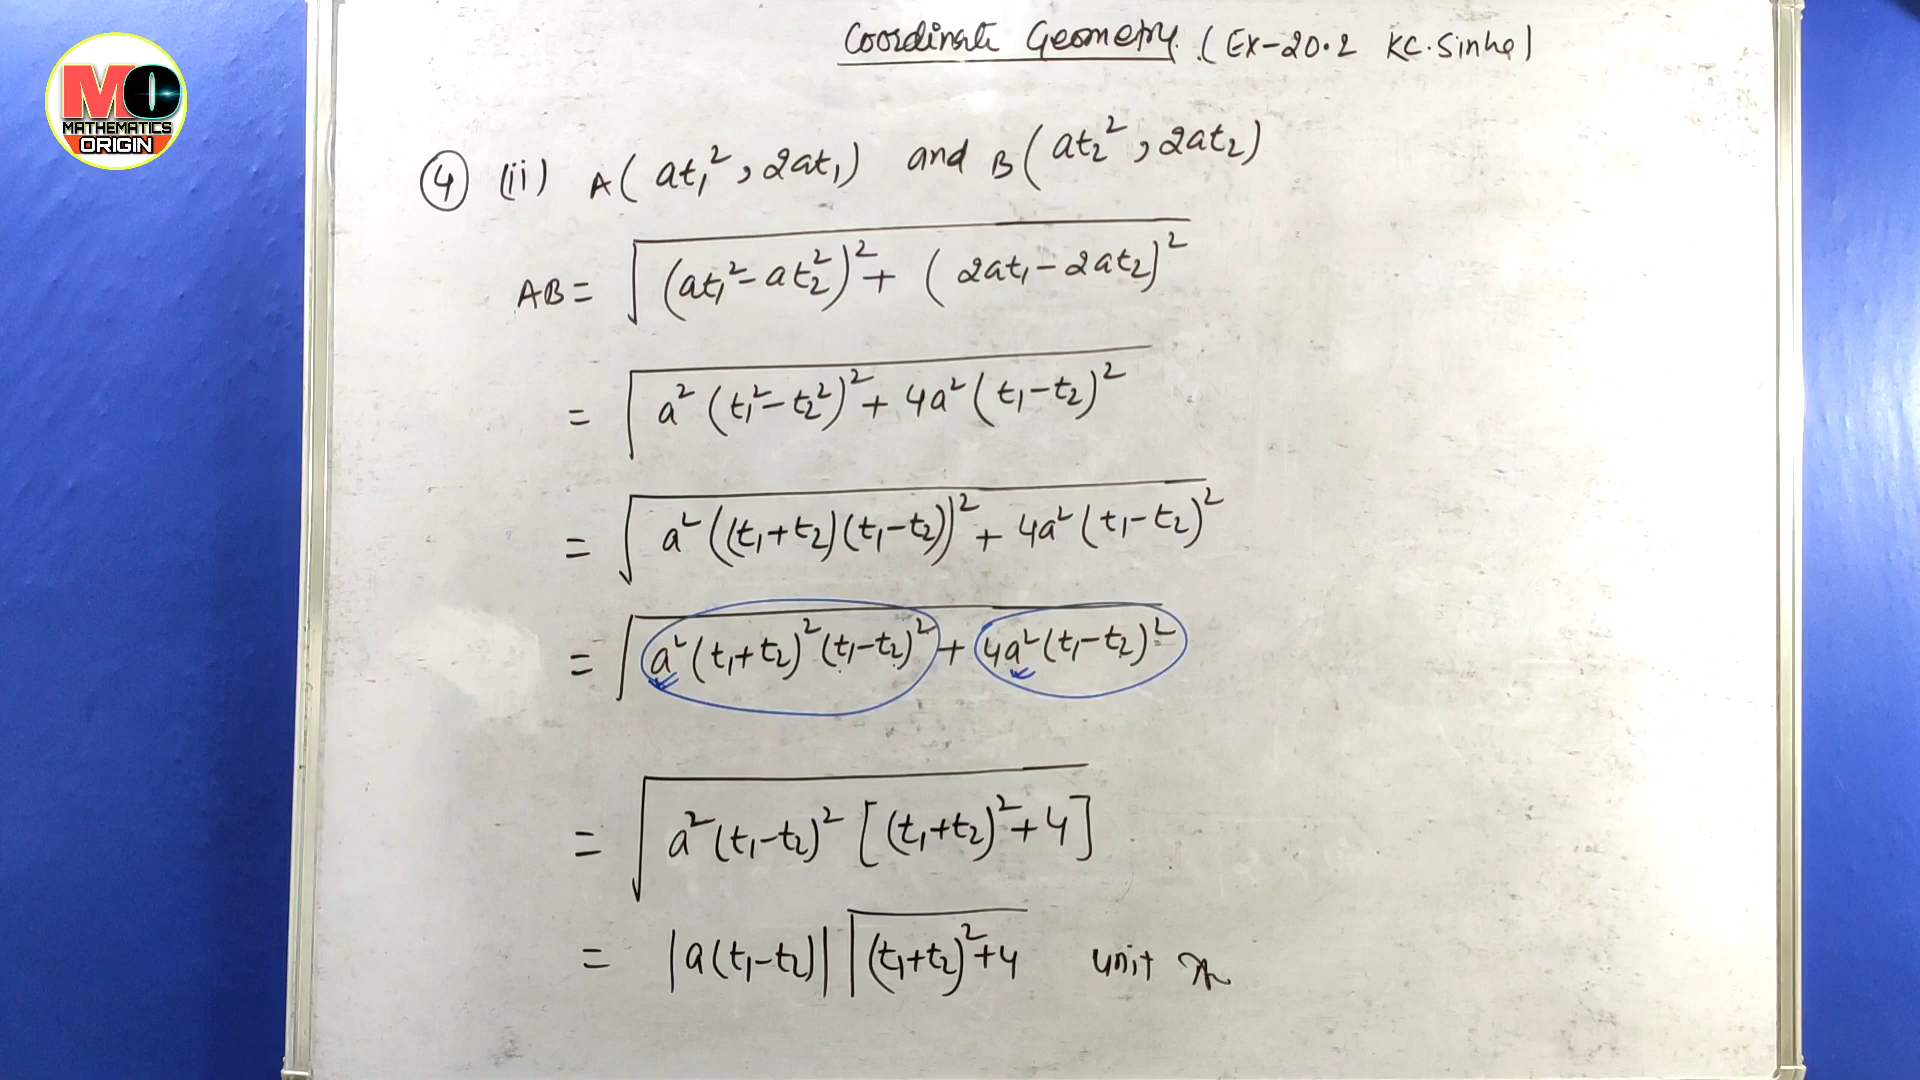 Coordinate Geometry. (EX-20.2 KC.Sinha)
MO
MATHEMATICS
ORIGIN
④ (ii) A(at₁², 2at₁) and B(at₂², 2at₂)
AB = √((at₁² - at₂²)² + (2at₁ - 2at₂)²)
= √(a²(t₁² - t₂²)² + 4a²(t₁ - t₂)²)
= √(a²((t₁+t₂)(t₁-t₂))² + 4a²(t₁-t₂)²)
= √(a²(t₁+t₂)²(t₁-t₂)² + 4a²(t₁-t₂)²)
= √(a²(t₁-t₂)²[(t₁+t₂)²+4])
= |a(t₁-t₂)| √((t₁+t₂)²+4) unit